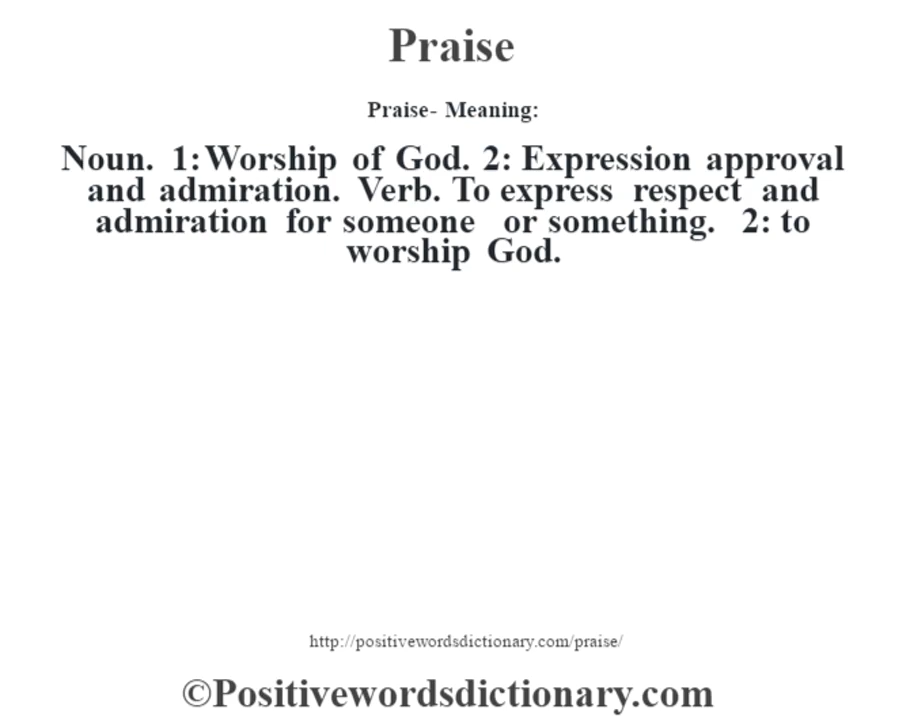 Praise
Praise- Meaning:
Noun. 1:Worship of God. 2: Expression approval
and admiration. Verb. To express respect and
admiration for someone or something. 2: to
worship God.
http://positivewordsdictionary.com/praise/
©Positivewordsdictionary.com